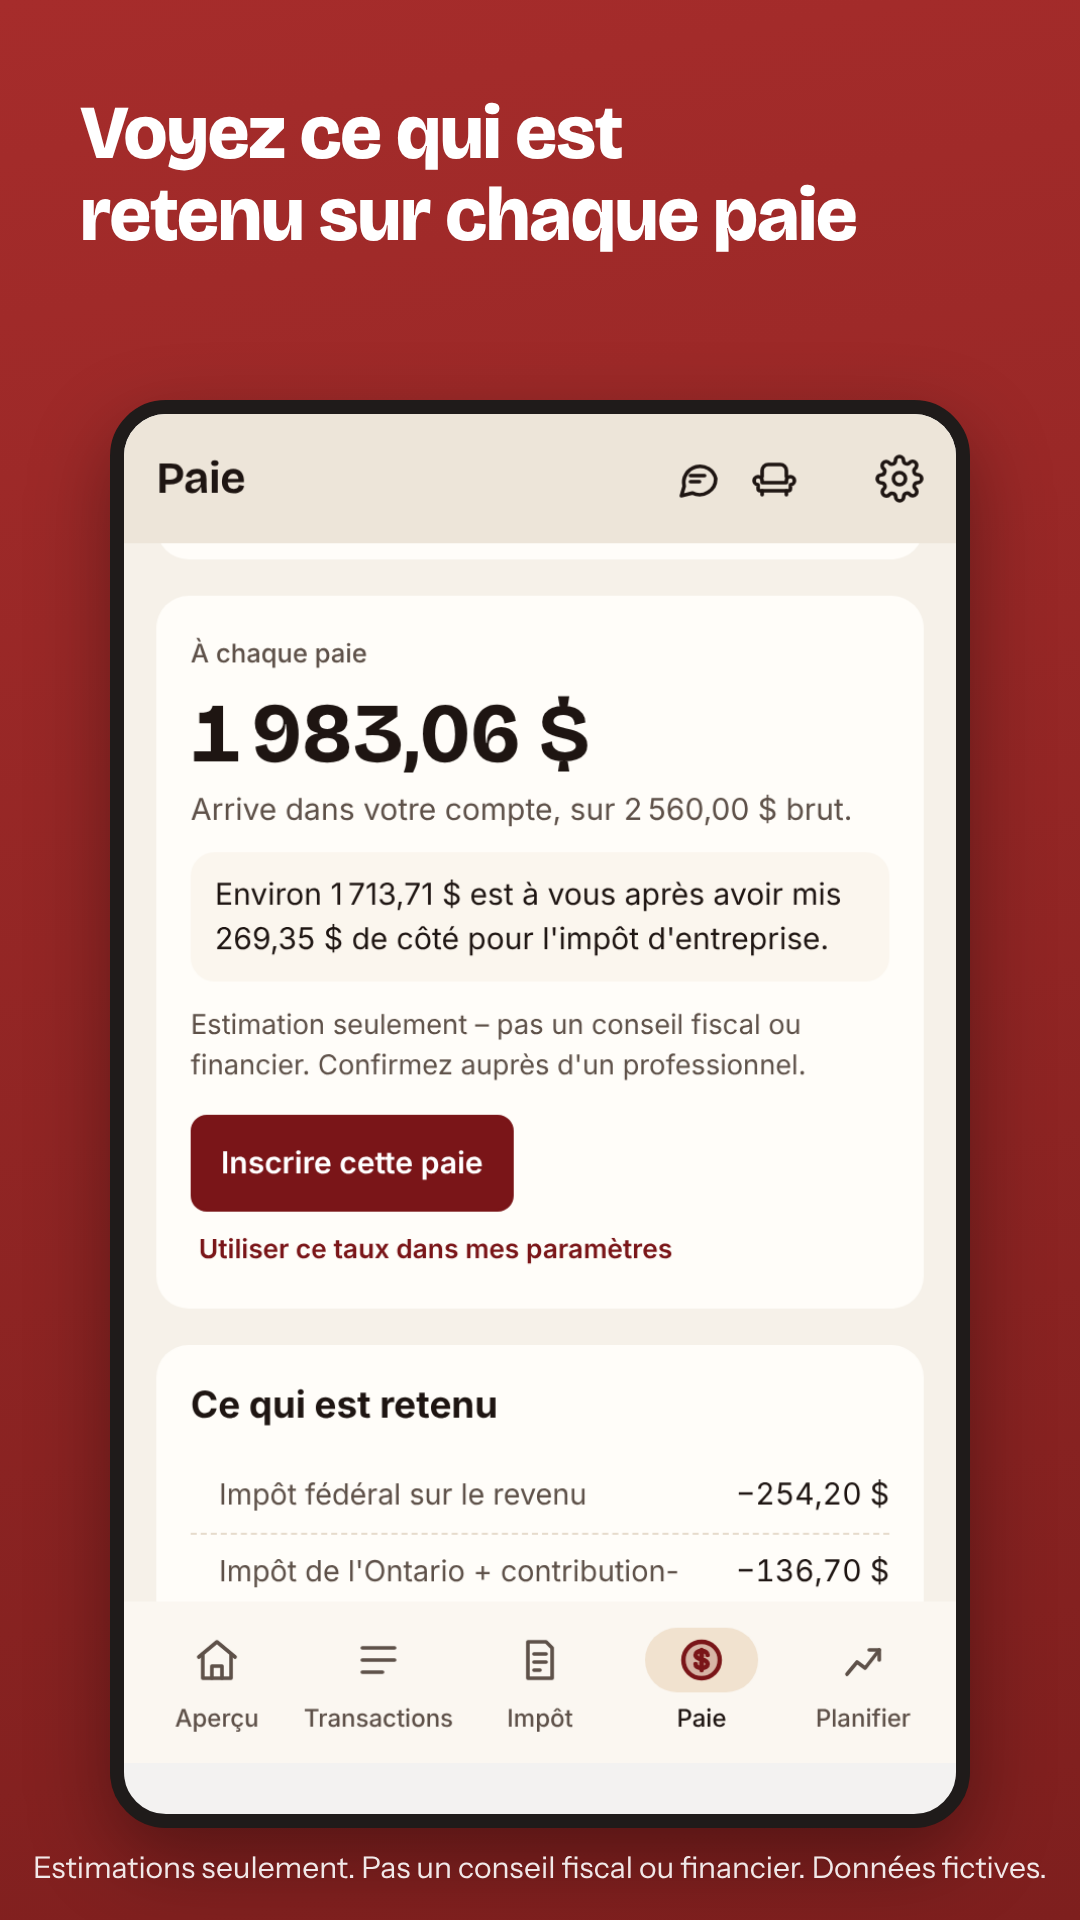 Voyez ce qui est
retenu sur chaque paie
Paie
À chaque paie
1 983,06 $
Arrive dans votre compte, sur 2 560,00 $ brut.
Environ 1 713,71 $ est à vous après avoir mis
269,35 $ de côté pour l'impôt d'entreprise.
Estimation seulement – pas un conseil fiscal ou
financier. Confirmez auprès d'un professionnel.
Inscrire cette paie
Utiliser ce taux dans mes paramètres
Ce qui est retenu
Impôt fédéral sur le revenu −254,20 $
Impôt de l'Ontario + contribution- −136,70 $
Aperçu Transactions Impôt Paie Planifier
Estimations seulement. Pas un conseil fiscal ou financier. Données fictives.